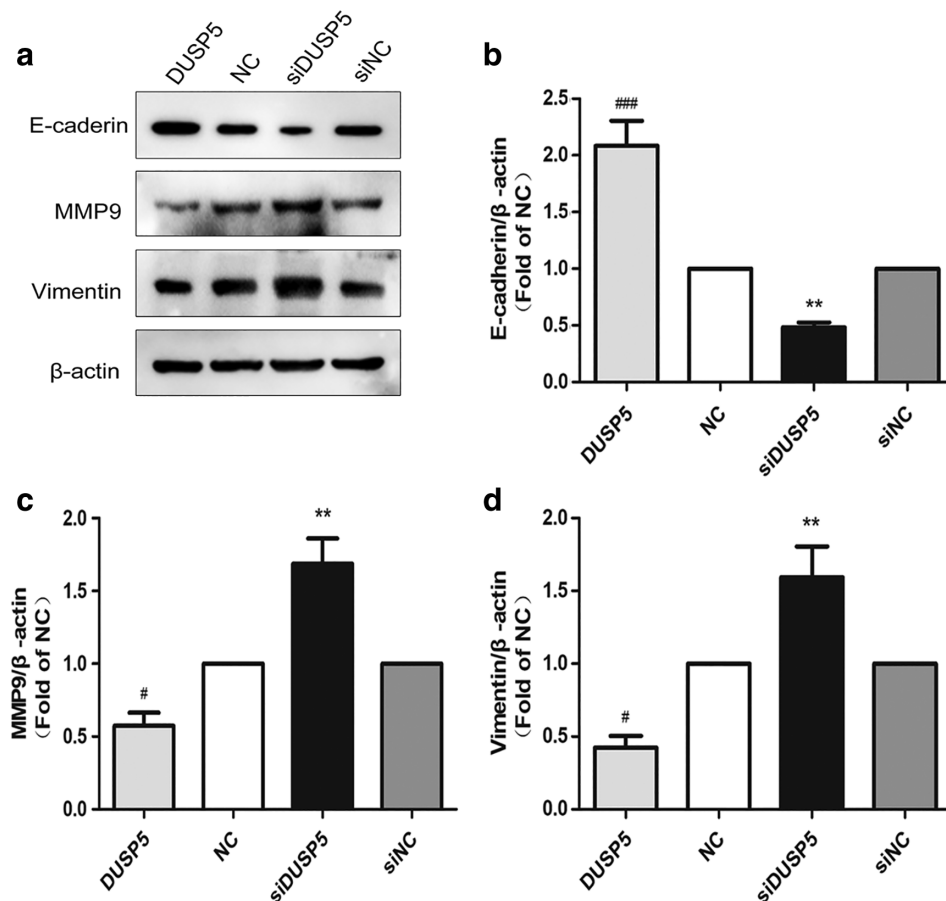 a
DUSP5 NC siDUSP5 siNC
E-caderin
MMP9
Vimentin
β-actin
b
E-cadherin/β -actin
(Fold of NC)
2.5
2.0
1.5
1.0
0.5
0.0
###
**
DUSP5 NC siDUSP5 siNC
c
MMP9/β -actin
(Fold of NC)
2.0
1.5
1.0
0.5
0.0
#
**
DUSP5 NC siDUSP5 siNC
d
Vimentin/β -actin
(Fold of NC)
2.0
1.5
1.0
0.5
0.0
#
**
DUSP5 NC siDUSP5 siNC